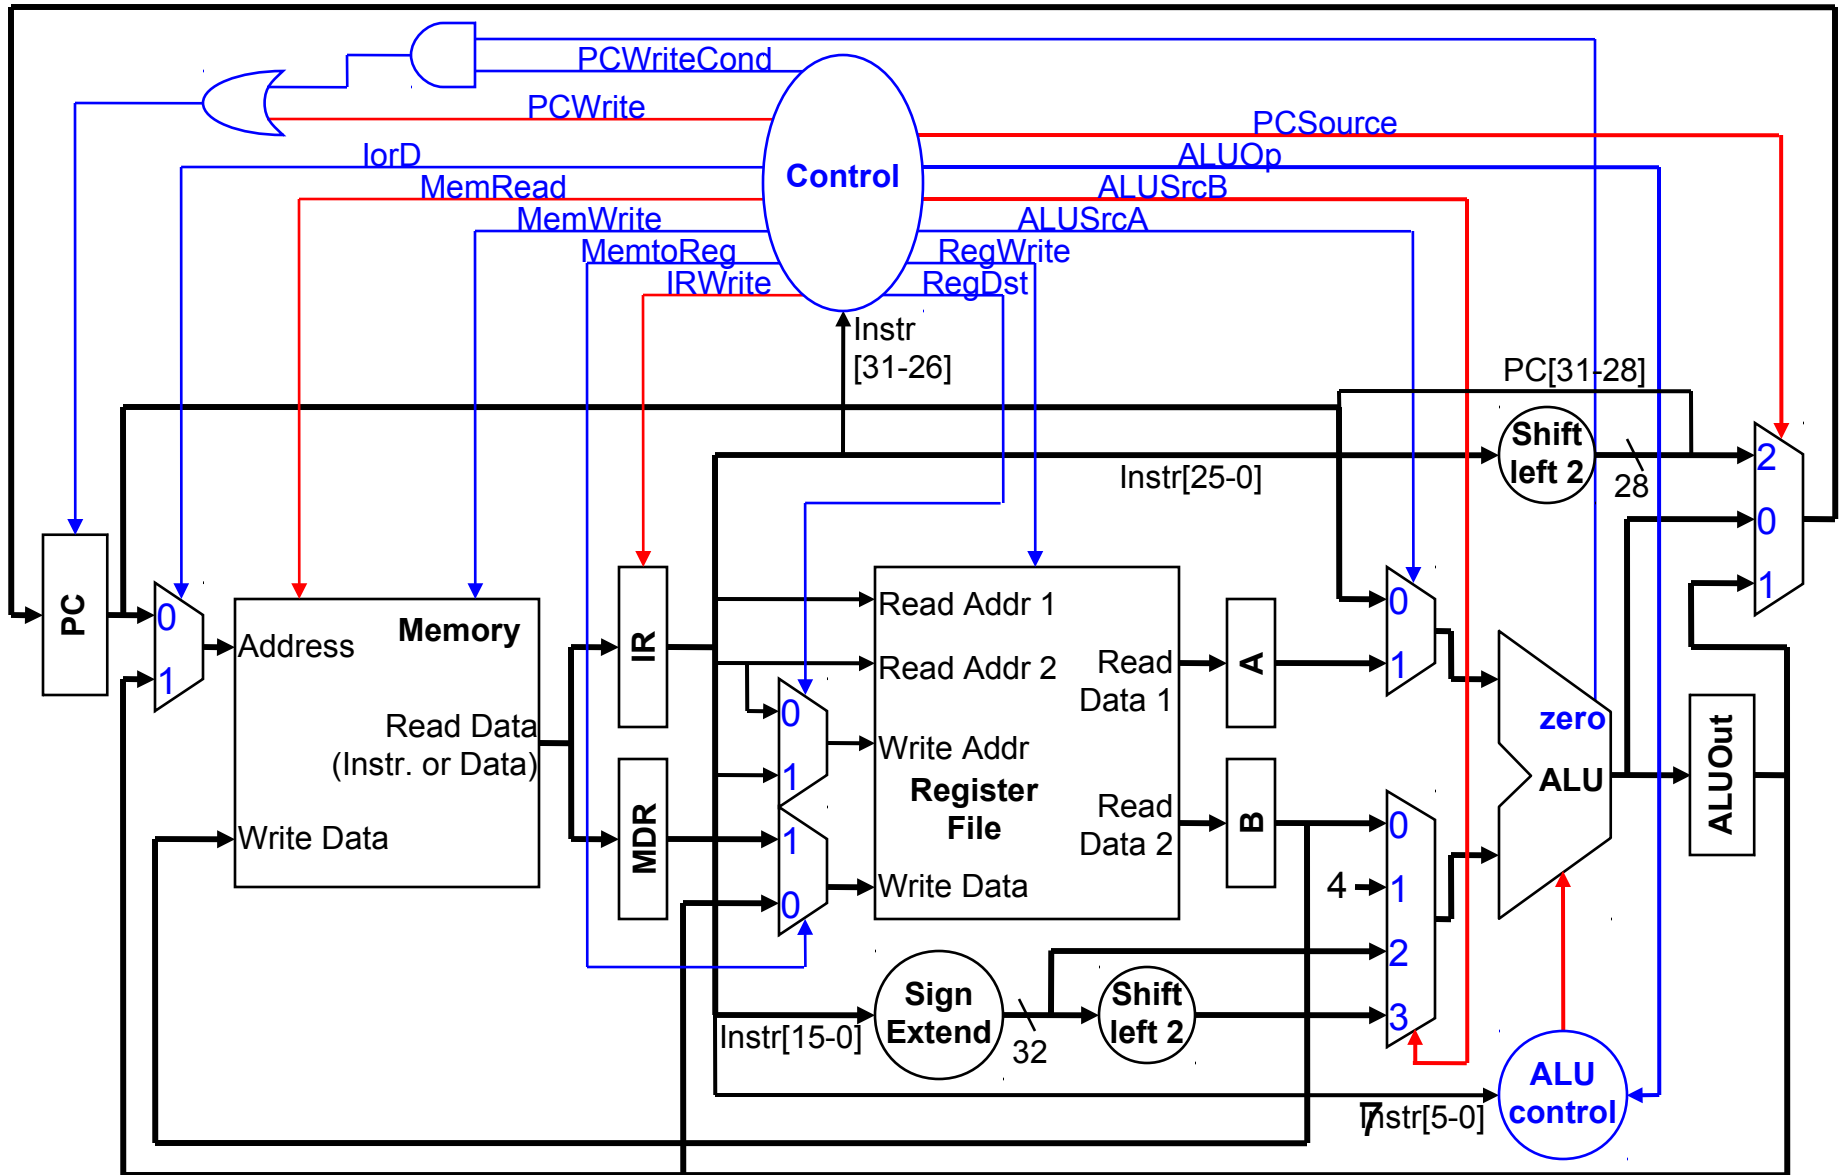 PCWriteCond
PCWrite
PCSource
IorD
ALUOp
Control
MemRead
ALUSrcB
MemWrite
ALUSrcA
MemtoReg
RegWrite
IRWrite
RegDst
Instr
[31-26]
PC[31-28]
Shift
left 2
2
Instr[25-0]
28
0
1
PC
0
1
Address
Memory
Read Data
(Instr. or Data)
Write Data
IR
MDR
0
1
1
0
Read Addr 1
Read Addr 2
Write Addr
Register
File
Write Data
Read
Data 1
Read
Data 2
A
B
0
1
0
4
1
2
3
zero
ALU
ALUOut
Sign
Extend
Instr[15-0]
32
Shift
left 2
ALU
control
Instr[5-0]
7